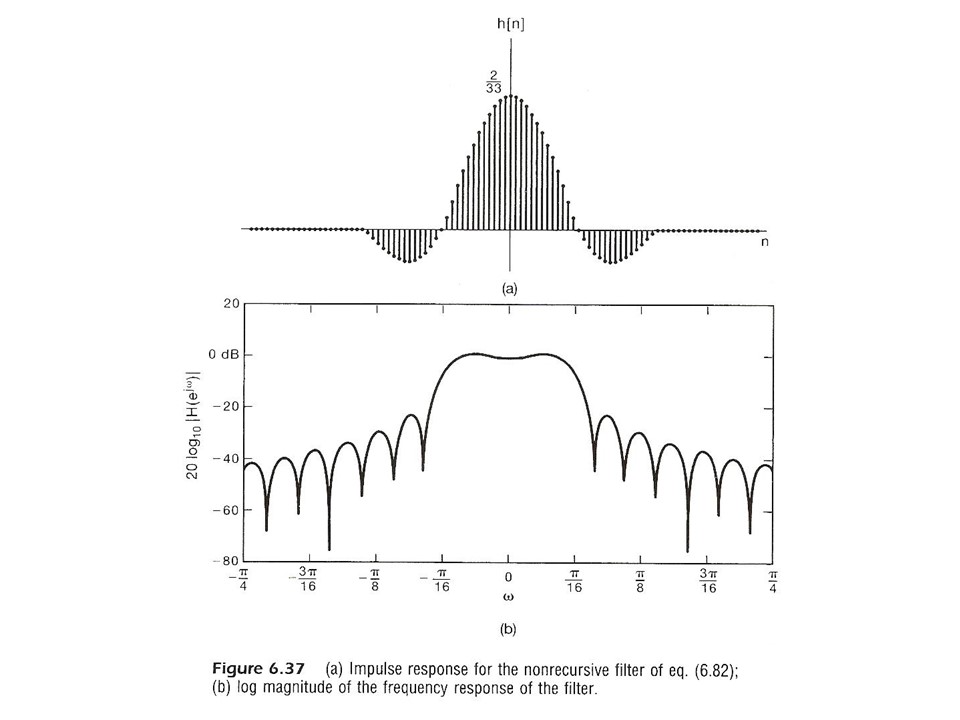 h[n]
2
33
n
(a)
20
0 dB
−20
−40
−60
−80
20 log₁₀ |H(e^jω)|
−π/4 −3π/16 −π/8 −π/16 0 π/16 π/8 3π/16 π/4
ω
(b)
Figure 6.37 (a) Impulse response for the nonrecursive filter of eq. (6.82);
(b) log magnitude of the frequency response of the filter.